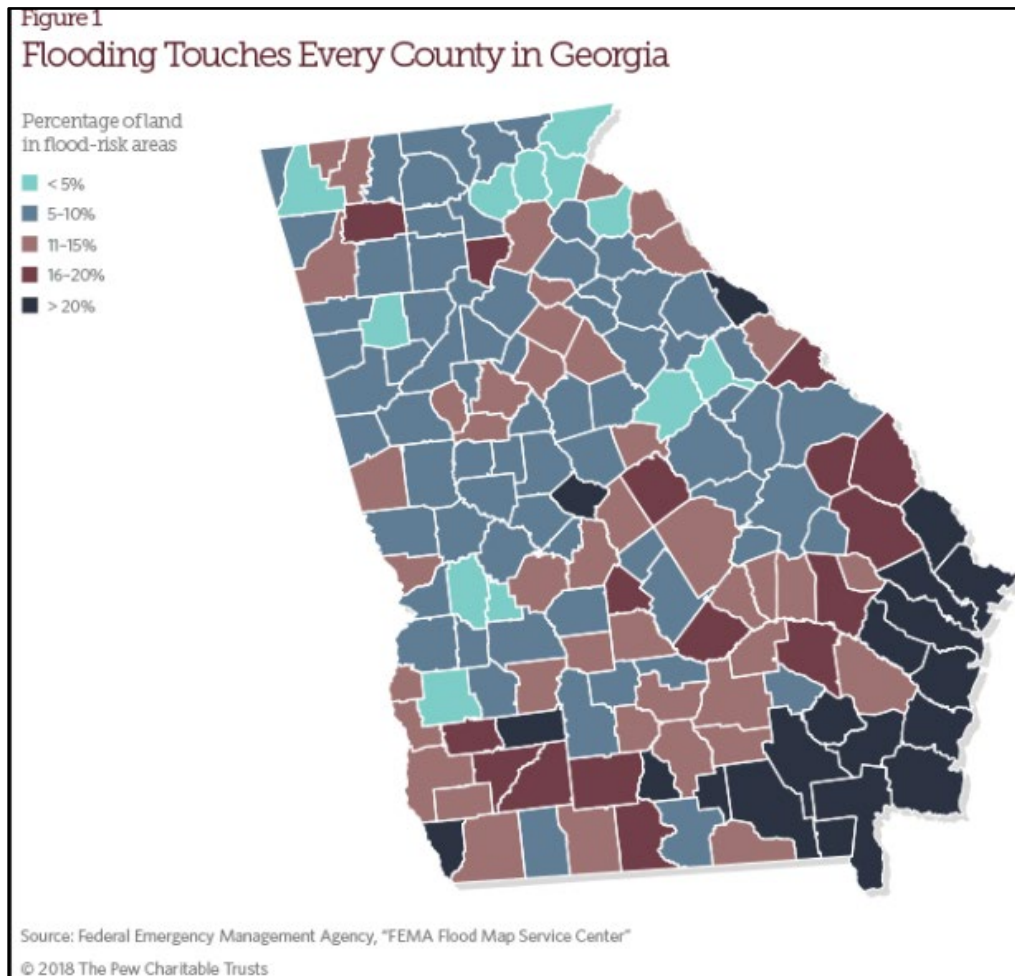 Figure 1
Flooding Touches Every County in Georgia
Percentage of land
in flood-risk areas
< 5%
5-10%
11-15%
16-20%
> 20%
Source: Federal Emergency Management Agency, “FEMA Flood Map Service Center”
© 2018 The Pew Charitable Trusts